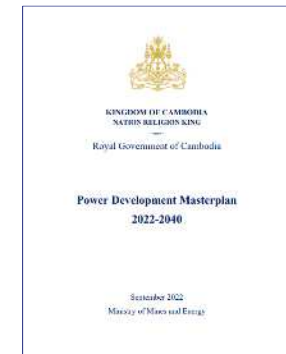 KINGDOM OF CAMBODIA
NATION RELIGION KING
Royal Government of Cambodia
Power Development Masterplan
2022-2040
September 2022
Ministry of Mines and Energy